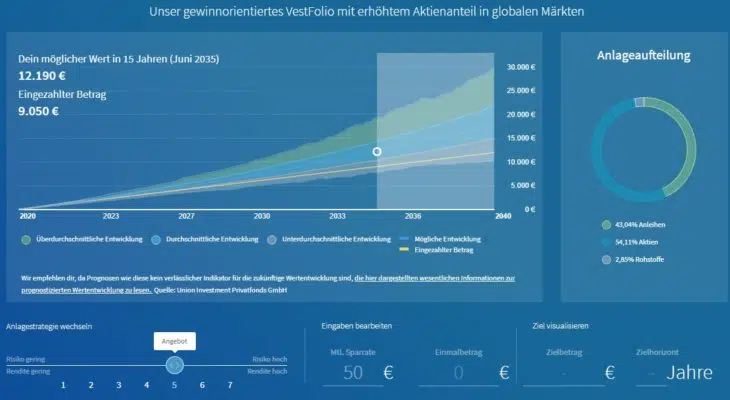 Unser gewinnorientiertes VestFolio mit erhöhtem Aktienanteil in globalen Märkten
Dein möglicher Wert in 15 Jahren (Juni 2035)
12.190 €
Eingezahlter Betrag
9.050 €
30.000 €
25.000 €
20.000 €
15.000 €
10.000 €
5.000 €
0 €
2020 2023 2027 2030 2033 2036 2040
Überdurchschnittliche Entwicklung Durchschnittliche Entwicklung Unterdurchschnittliche Entwicklung Mögliche Entwicklung
Eingezahlter Betrag
Wir empfehlen dir, da Prognosen wie diese kein verlässlicher Indikator für die zukünftige Wertentwicklung sind, die hier dargestellten wesentlichen Informationen zur
prognostizierten Wertentwicklung zu lesen. Quelle: Union Investment Privatfonds GmbH
Anlageaufteilung
43,04% Anleihen
54,11% Aktien
2,85% Rohstoffe
Anlagestrategie wechseln
Angebot
Risiko gering Risiko hoch
Rendite gering Rendite hoch
1 2 3 4 5 6 7
Eingaben bearbeiten
Mtl. Sparrate Einmalbetrag
50 € 0 €
Ziel visualisieren
Zielbetrag Zielhorizont
- € - Jahre